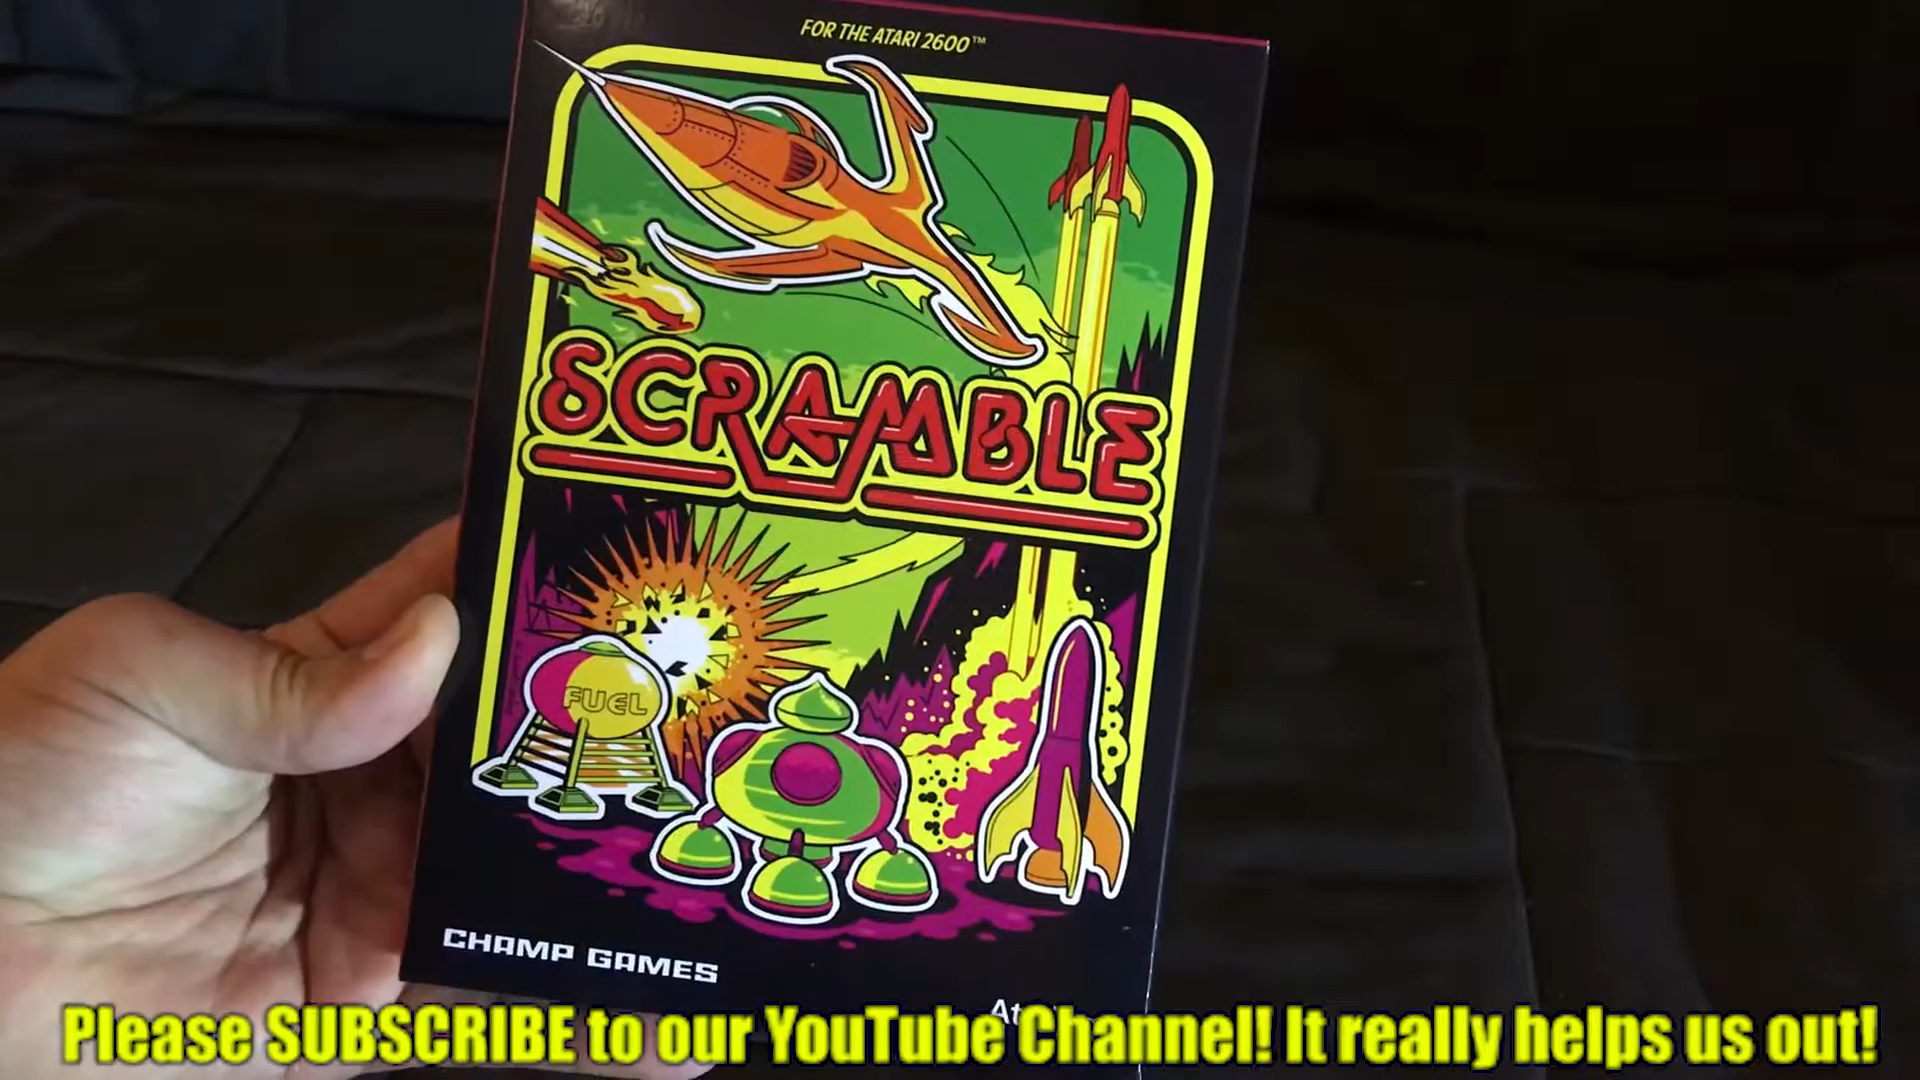 FOR THE ATARI 2600™
SCRAMBLE
FUEL
CHAMP GAMES
Please SUBSCRIBE to our YouTube Channel! It really helps us out!